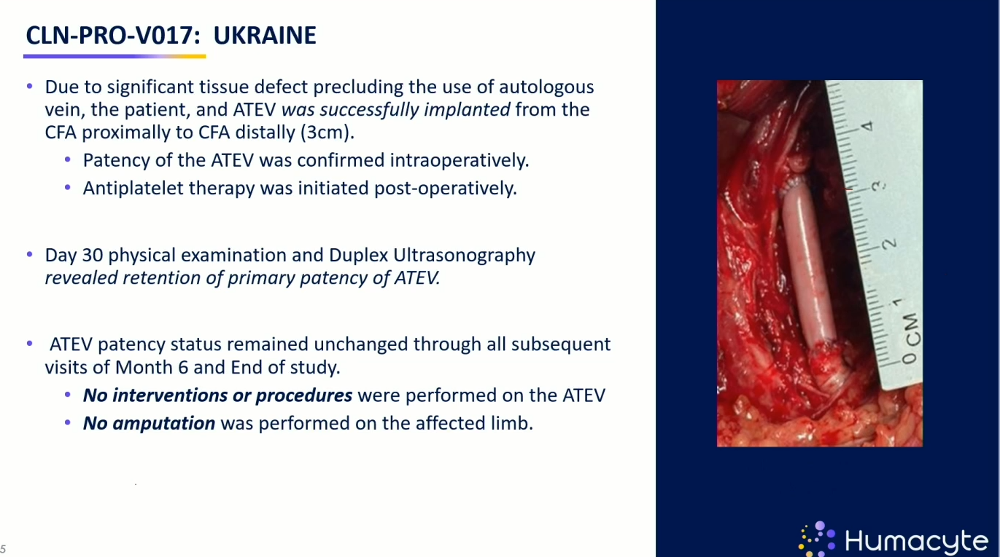 CLN-PRO-V017: UKRAINE
• Due to significant tissue defect precluding the use of autologous
vein, the patient, and ATEV was successfully implanted from the
CFA proximally to CFA distally (3cm).
• Patency of the ATEV was confirmed intraoperatively.
• Antiplatelet therapy was initiated post-operatively.
• Day 30 physical examination and Duplex Ultrasonography
revealed retention of primary patency of ATEV.
• ATEV patency status remained unchanged through all subsequent
visits of Month 6 and End of study.
• No interventions or procedures were performed on the ATEV
• No amputation was performed on the affected limb.
5
4
3
2
1
0 CM
Humacyte